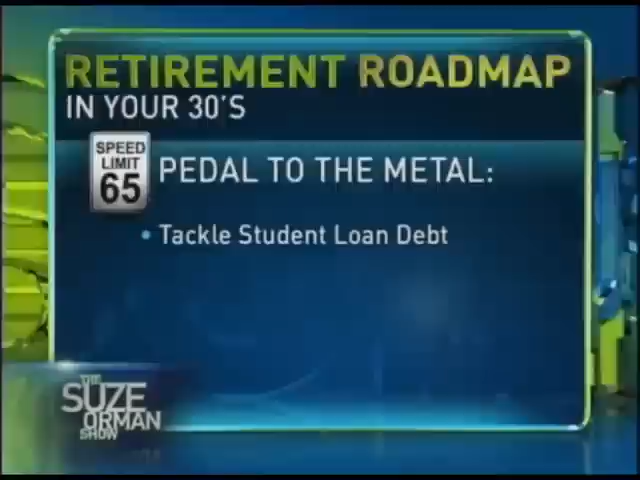 RETIREMENT ROADMAP
IN YOUR 30'S
SPEED
LIMIT
65
PEDAL TO THE METAL:
• Tackle Student Loan Debt
THE
SUZE
ORMAN
SHOW